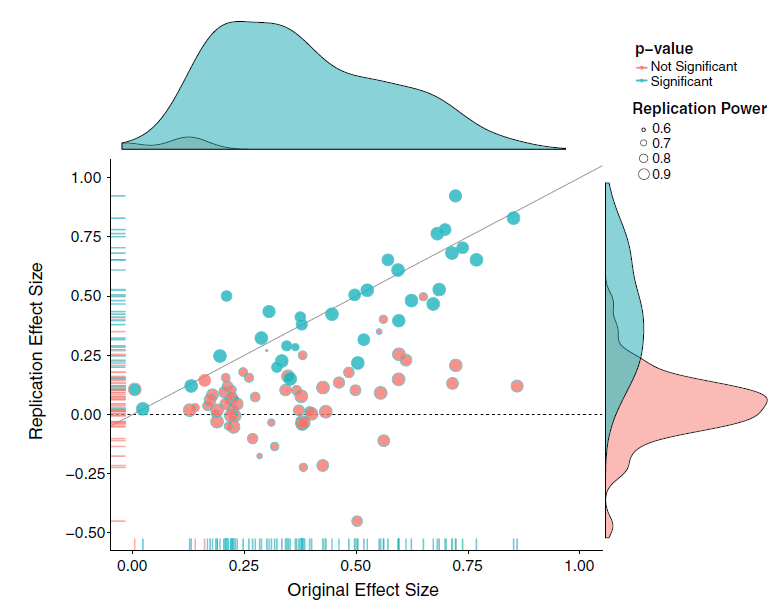 p-value
Not Significant
Significant
Replication Power
0.6
0.7
0.8
0.9
1.00
0.75
0.50
0.25
0.00
−0.25
−0.50
Replication Effect Size
0.00 0.25 0.50 0.75 1.00
Original Effect Size